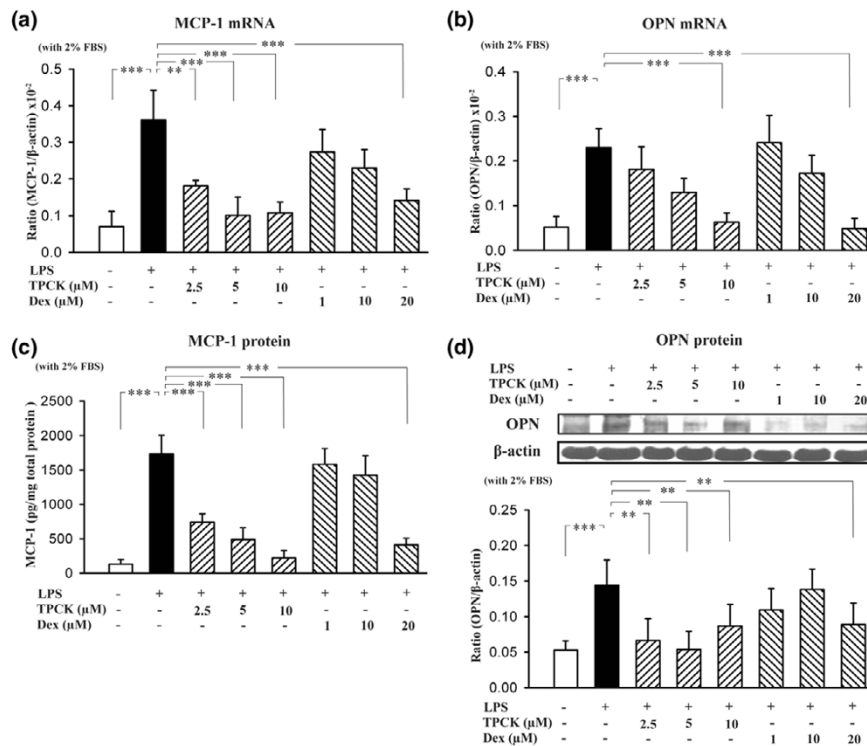 (a)
MCP-1 mRNA
(with 2% FBS)
***
***
***
*** **
Ratio (MCP-1/β-actin) x10⁻²
0.5
0.4
0.3
0.2
0.1
0.0
LPS - + + + + + + +
TPCK (μM) - - 2.5 5 10 - - -
Dex (μM) - - - - - 1 10 20
(b)
OPN mRNA
(with 2% FBS)
***
***
***
Ratio (OPN/β-actin) x10⁻²
0.4
0.3
0.2
0.1
0.0
LPS - + + + + + + +
TPCK (μM) - - 2.5 5 10 - - -
Dex (μM) - - - - - 1 10 20
(c)
MCP-1 protein
(with 2% FBS)
***
***
***
*** ***
MCP-1 (pg/mg total protein )
2000
1500
1000
500
0
LPS - + + + + + + +
TPCK (μM) - - 2.5 5 10 - - -
Dex (μM) - - - - - 1 10 20
(d)
OPN protein
LPS - + + + + + + +
TPCK (μM) - - 2.5 5 10 - - -
Dex (μM) - - - - - 1 10 20
OPN
β-actin
(with 2% FBS)
**
**
**
*** **
Ratio (OPN/β-actin)
0.20
0.15
0.10
0.05
0.00
LPS - + + + + + + +
TPCK (μM) - - 2.5 5 10 - - -
Dex (μM) - - - - - 1 10 20